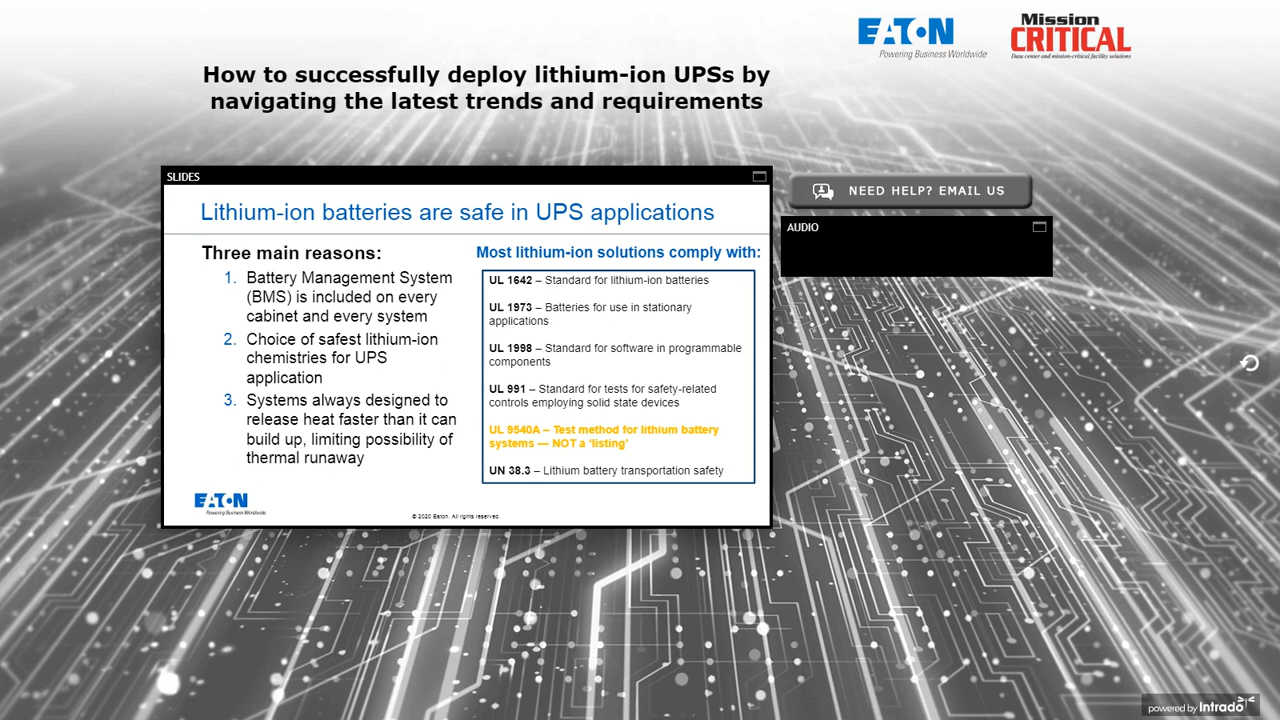 EATON
Powering Business Worldwide
Mission
CRITICAL
Data center and mission-critical facility solutions
How to successfully deploy lithium-ion UPSs by
navigating the latest trends and requirements
SLIDES
Lithium-ion batteries are safe in UPS applications
Three main reasons:
1. Battery Management System
(BMS) is included on every
cabinet and every system
2. Choice of safest lithium-ion
chemistries for UPS
application
3. Systems always designed to
release heat faster than it can
build up, limiting possibility of
thermal runaway
Most lithium-ion solutions comply with:
UL 1642 – Standard for lithium-ion batteries
UL 1973 – Batteries for use in stationary
applications
UL 1998 – Standard for software in programmable
components
UL 991 – Standard for tests for safety-related
controls employing solid state devices
UL 9540A – Test method for lithium battery
systems — NOT a ‘listing’
UN 38.3 – Lithium battery transportation safety
EATON
Powering Business Worldwide
© 2020 Eaton. All rights reserved.
NEED HELP? EMAIL US
AUDIO
powered by Intrado